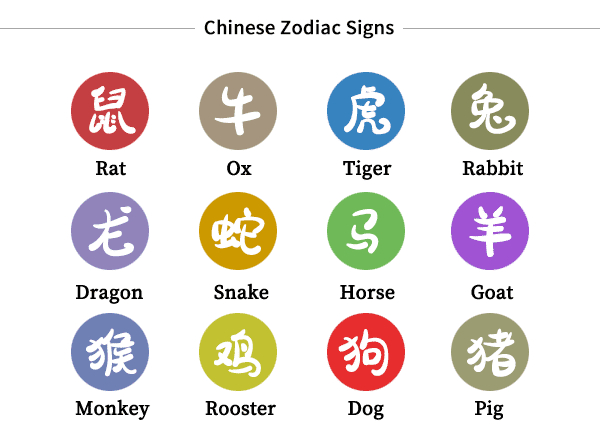 Chinese Zodiac Signs
鼠 牛 虎 兔
Rat Ox Tiger Rabbit
龙 蛇 马 羊
Dragon Snake Horse Goat
猴 鸡 狗 猪
Monkey Rooster Dog Pig